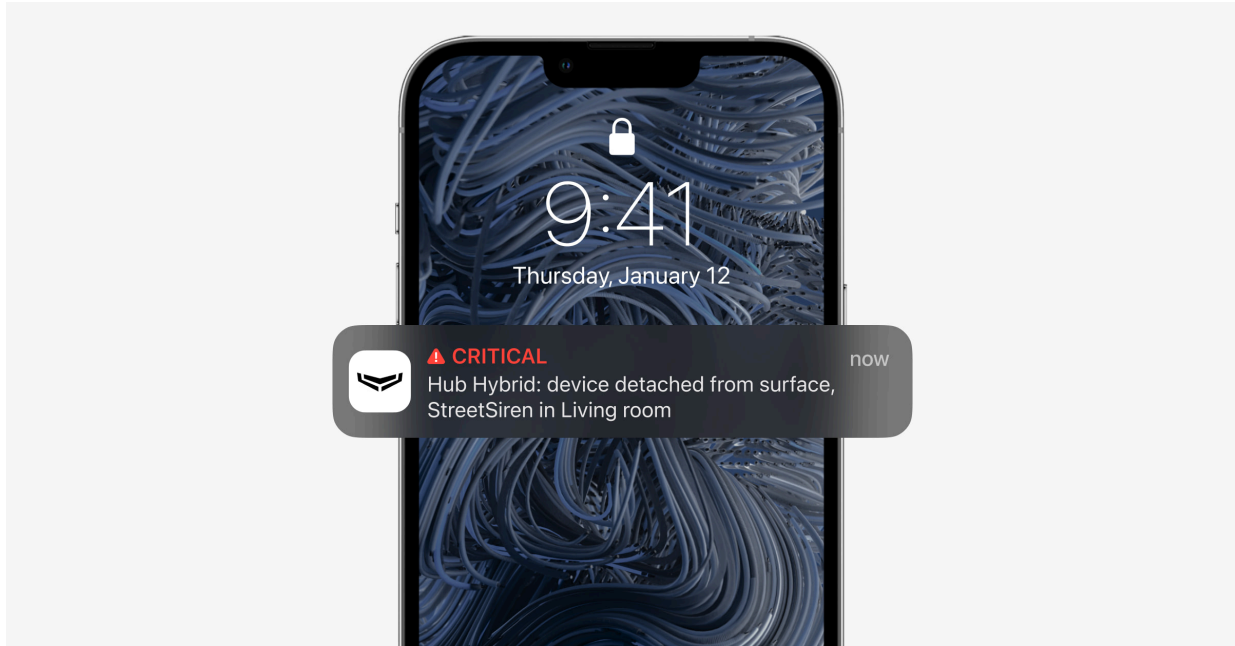 9:41
Thursday, January 12
CRITICAL
now
Hub Hybrid: device detached from surface,
StreetSiren in Living room